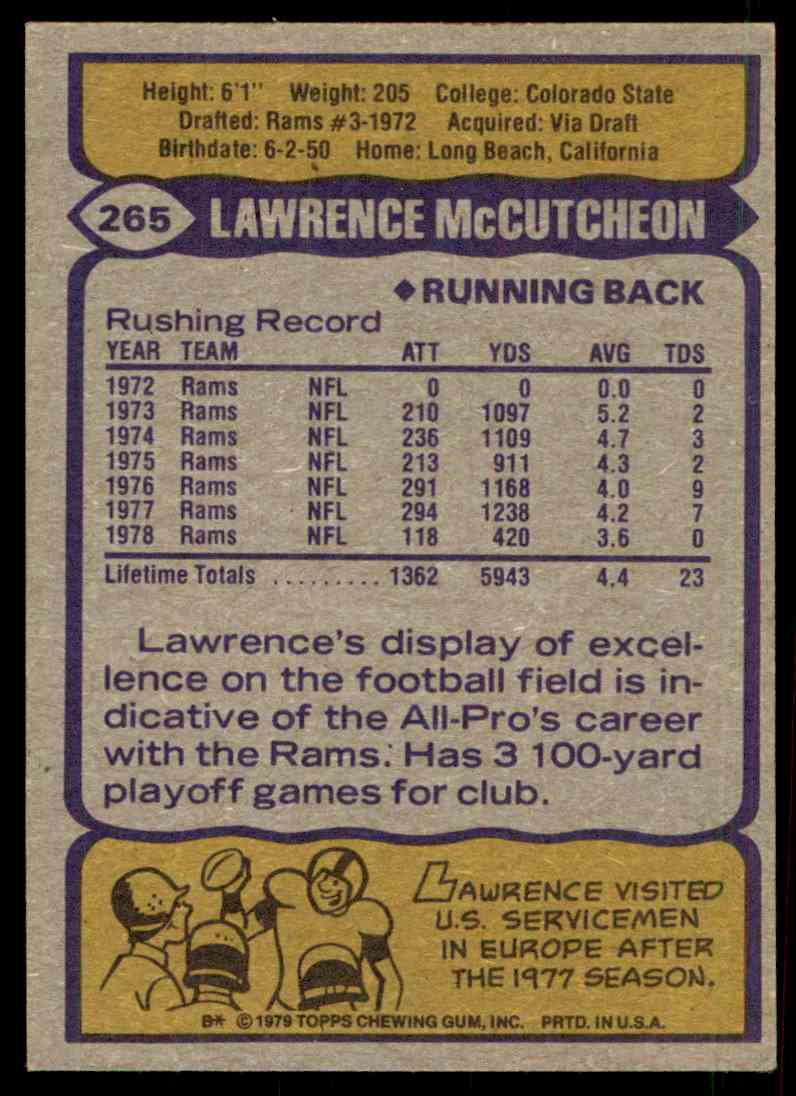 Height: 6'1" Weight: 205 College: Colorado State
Drafted: Rams #3-1972 Acquired: Via Draft
Birthdate: 6-2-50 Home: Long Beach, California
265 LAWRENCE McCUTCHEON
◆RUNNING BACK
Rushing Record
YEAR TEAM ATT YDS AVG TDS
1972 Rams NFL 0 0 0.0 0
1973 Rams NFL 210 1097 5.2 2
1974 Rams NFL 236 1109 4.7 3
1975 Rams NFL 213 911 4.3 2
1976 Rams NFL 291 1168 4.0 9
1977 Rams NFL 294 1238 4.2 7
1978 Rams NFL 118 420 3.6 0
Lifetime Totals ......... 1362 5943 4.4 23
Lawrence's display of excel-
lence on the football field is in-
dicative of the All-Pro's career
with the Rams. Has 3 100-yard
playoff games for club.
LAWRENCE VISITED
U.S. SERVICEMEN
IN EUROPE AFTER
THE 1977 SEASON.
B* © 1979 TOPPS CHEWING GUM, INC. PRTD. IN U.S.A.